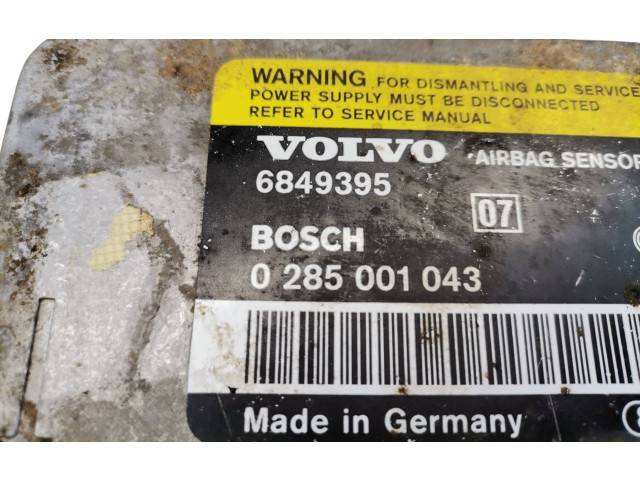 WARNING FOR DISMANTLING AND SERVICE
POWER SUPPLY MUST BE DISCONNECTED
REFER TO SERVICE MANUAL
VOLVO AIRBAG SENSOR
6849395
07
BOSCH
0 285 001 043
Made in Germany